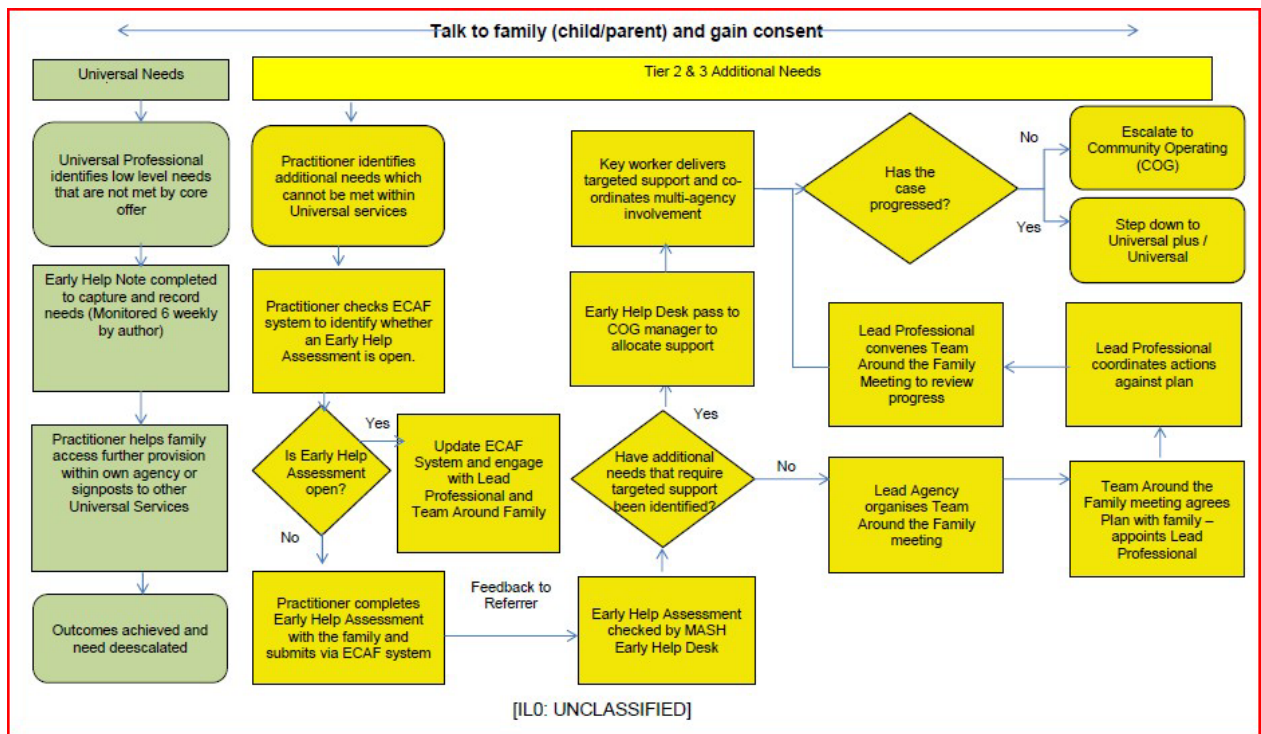 Talk to family (child/parent) and gain consent
Universal Needs
Tier 2 & 3 Additional Needs
Universal Professional
identifies low level needs
that are not met by core
offer
Early Help Note completed
to capture and record
needs (Monitored 6 weekly
by author)
Practitioner helps family
access further provision
within own agency or
signposts to other
Universal Services
Outcomes achieved and
need deescalated
Practitioner identifies
additional needs which
cannot be met within
Universal services
Practitioner checks ECAF
system to identify whether
an Early Help
Assessment is open.
Is Early Help
Assessment
open?
Yes
Update ECAF
System and engage
with Lead
Professional and
Team Around Family
No
Practitioner completes
Early Help Assessment
with the family and
submits via ECAF system
Feedback to
Referrer
Early Help Assessment
checked by MASH
Early Help Desk
Have additional
needs that require
targeted support
been identified?
Yes
Early Help Desk pass to
COG manager to
allocate support
Key worker delivers
targeted support and co-
ordinates multi-agency
involvement
No
Lead Agency
organises Team
Around the Family
meeting
Team Around the
Family meeting agrees
Plan with family –
appoints Lead
Professional
Lead Professional
coordinates actions
against plan
Lead Professional
convenes Team
Around the Family
Meeting to review
progress
Has the
case
progressed?
No
Escalate to
Community Operating
(COG)
Yes
Step down to
Universal plus /
Universal
[IL0: UNCLASSIFIED]